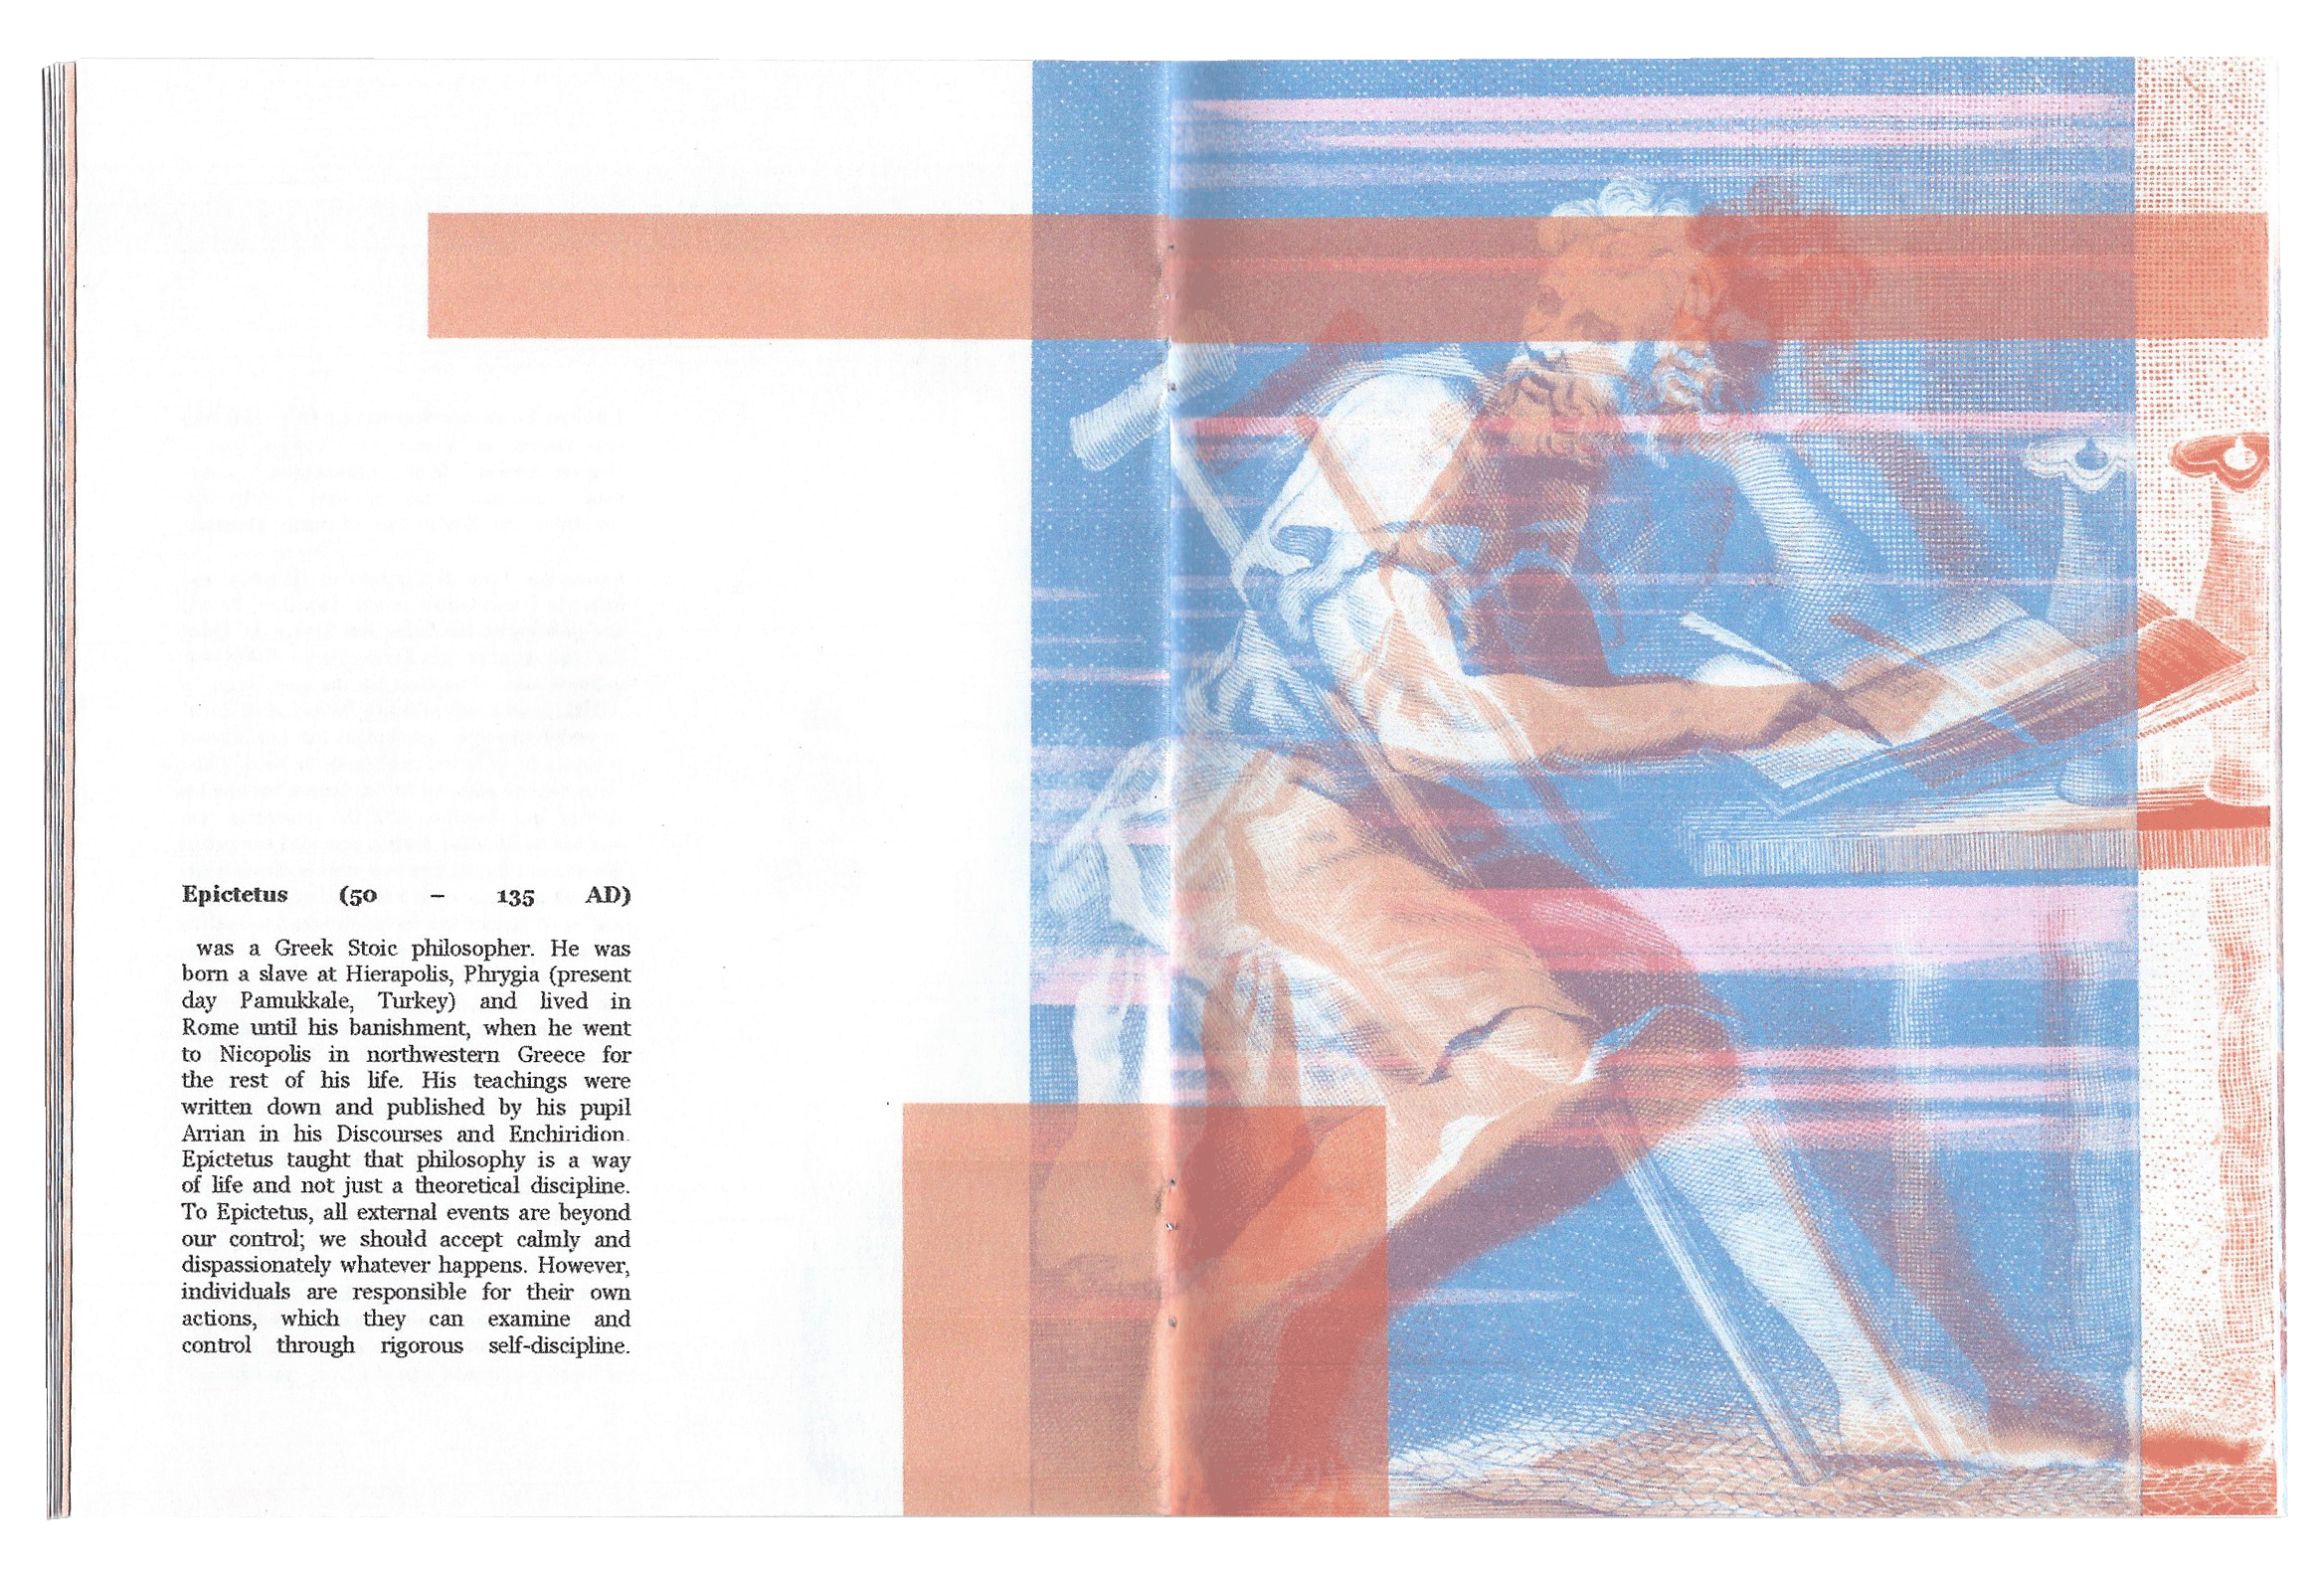 Epictetus (50 – 135 AD)
was a Greek Stoic philosopher. He was
born a slave at Hierapolis, Phrygia (present
day Pamukkale, Turkey) and lived in
Rome until his banishment, when he went
to Nicopolis in northwestern Greece for
the rest of his life. His teachings were
written down and published by his pupil
Arrian in his Discourses and Enchiridion.
Epictetus taught that philosophy is a way
of life and not just a theoretical discipline.
To Epictetus, all external events are beyond
our control; we should accept calmly and
dispassionately whatever happens. However,
individuals are responsible for their own
actions, which they can examine and
control through rigorous self-discipline.